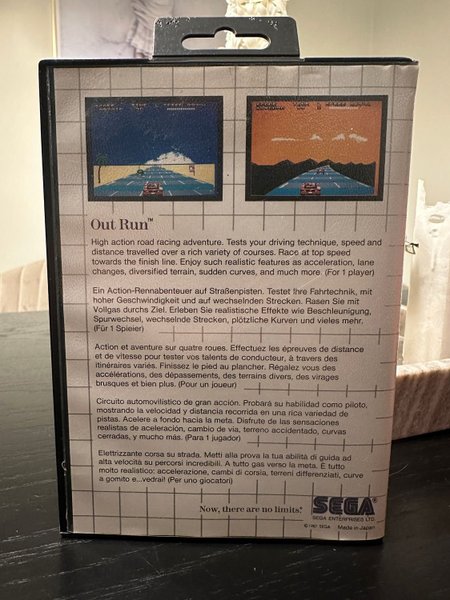 Out Run™
High action road racing adventure. Tests your driving technique, speed and
distance travelled over a rich variety of courses. Race at top speed
towards the finish line. Enjoy such realistic features as acceleration, lane
changes, diversified terrain, sudden curves, and much more. (For 1 player)
Ein Action-Rennabenteuer auf Straßenpisten. Testet Ihre Fahrtechnik, mit
hoher Geschwindigkeit und auf wechselnden Strecken. Rasen Sie mit
Vollgas durchs Ziel. Erleben Sie realistische Effekte wie Beschleunigung,
Spurwechsel, wechselnde Strecken, plötzliche Kurven und vieles mehr.
(Für 1 Spieier)
Action et aventure sur quatre roues. Effectuez les épreuves de distance
et de vitesse pour tester vos talents de conducteur, à travers des
itinéraires variés. Finissez le pied au plancher. Régalez vous des
accélérations, des dépassements, des terrains divers, des virages
brusques et bien plus. (Pour un joueur)
Circuito automovilístico de gran acción. Probará su habilidad como piloto,
mostrando la velocidad y distancia recorrida en una rica variedad de
pistas. Acelere a fondo hacia la meta. Disfrute de las sensaciones
realistas de aceleración, cambio de via, terreno accidentado, curvas
cerradas, y mucho más. (Para 1 jugador)
Elettrizzante corsa su strada. Metti alla prova la tua abilità di guida ad
alta velocità su percorsi incredibili. A tutto gas verso la meta. È tutto
molto realistico: accelerazione, cambi di corsia, terreni differenziati, curve
a gomito e...vedrai! (Per uno giocatori)
Now, there are no limits!
SEGA®
SEGA ENTERPRISES LTD.
©1987 SEGA Made in Japan